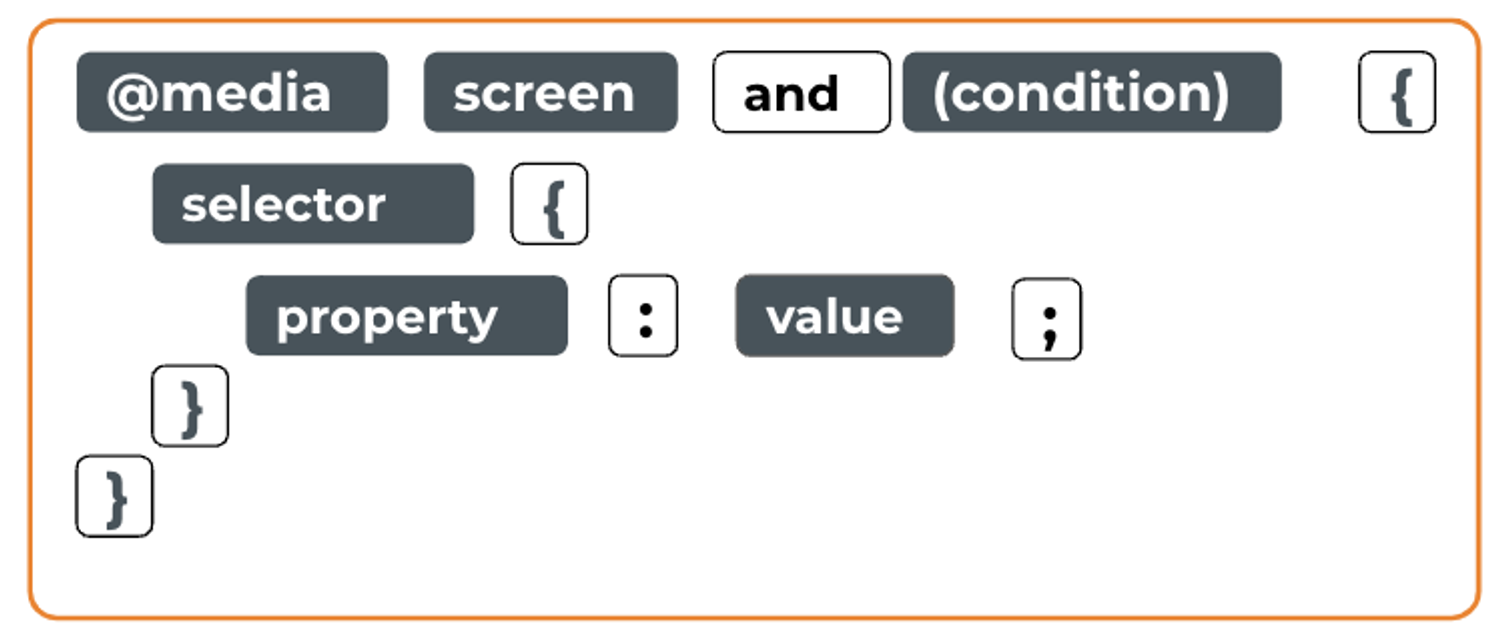 @media screen and (condition) {
selector {
property : value ;
}
}